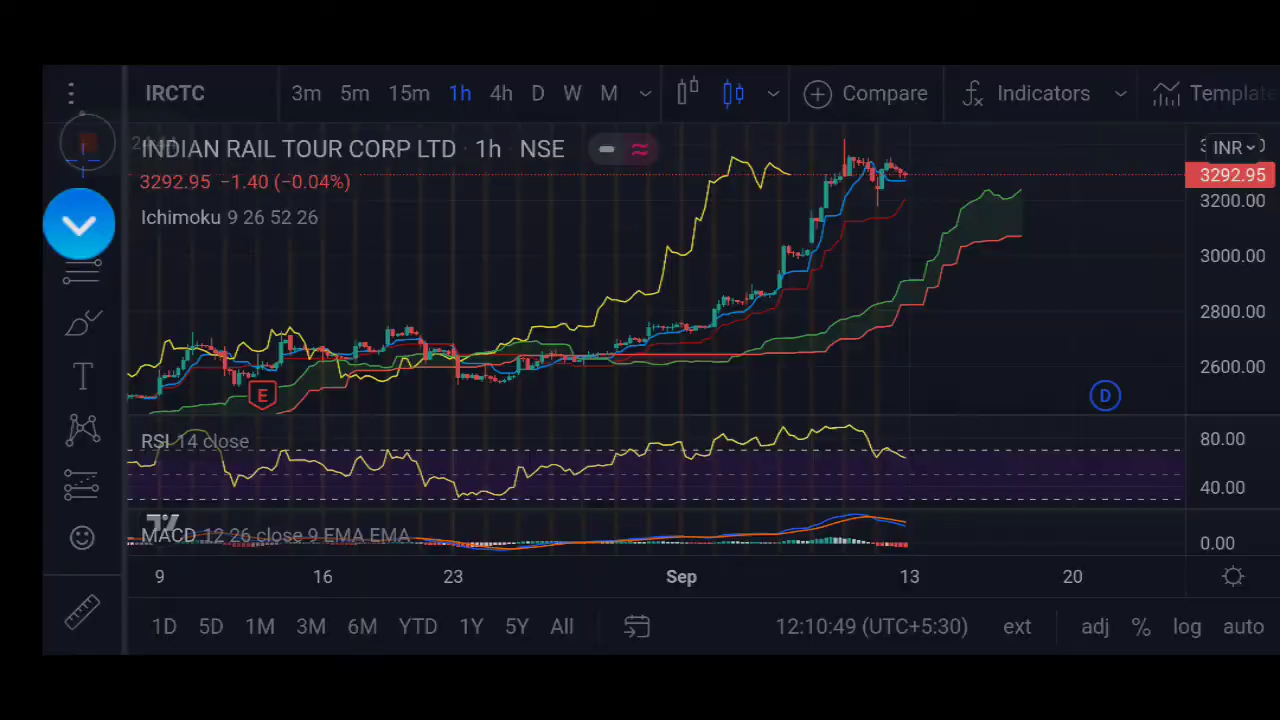 IRCTC 3m 5m 15m 1h 4h D W M Compare Indicators Template
INDIAN RAIL TOUR CORP LTD · 1h · NSE
INR
3292.95 −1.40 (−0.04%)
3292.95
3200.00
Ichimoku 9 26 52 26
3000.00
2800.00
2600.00
E
D
RSI 14 close
80.00
40.00
MACD 12 26 close 9 EMA EMA
0.00
9 16 23 Sep 13 20
1D 5D 1M 3M 6M YTD 1Y 5Y All 12:10:49 (UTC+5:30) ext adj % log auto